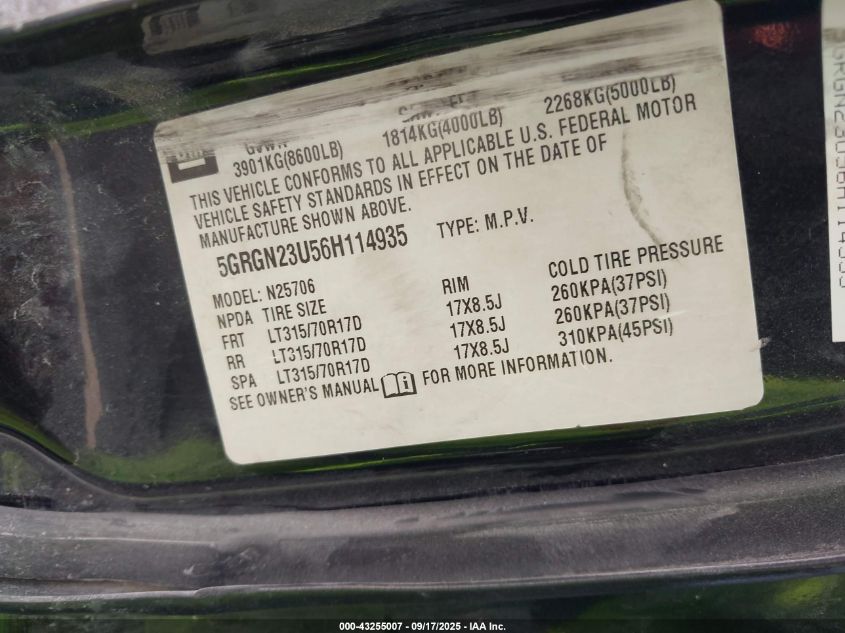 GVWR
3901KG(8600LB) 1814KG(4000LB) 2268KG(5000LB)
THIS VEHICLE CONFORMS TO ALL APPLICABLE U.S. FEDERAL MOTOR
VEHICLE SAFETY STANDARDS IN EFFECT ON THE DATE OF
MANUFACTURE SHOWN ABOVE.
5GRGN23U56H114935 TYPE: M.P.V.
MODEL: N25706
NPDA TIRE SIZE RIM COLD TIRE PRESSURE
FRT LT315/70R17D 17X8.5J 260KPA(37PSI)
RR LT315/70R17D 17X8.5J 260KPA(37PSI)
SPA LT315/70R17D 17X8.5J 310KPA(45PSI)
SEE OWNER'S MANUAL FOR MORE INFORMATION.
000-43255007 - 09/17/2025 - IAA Inc.